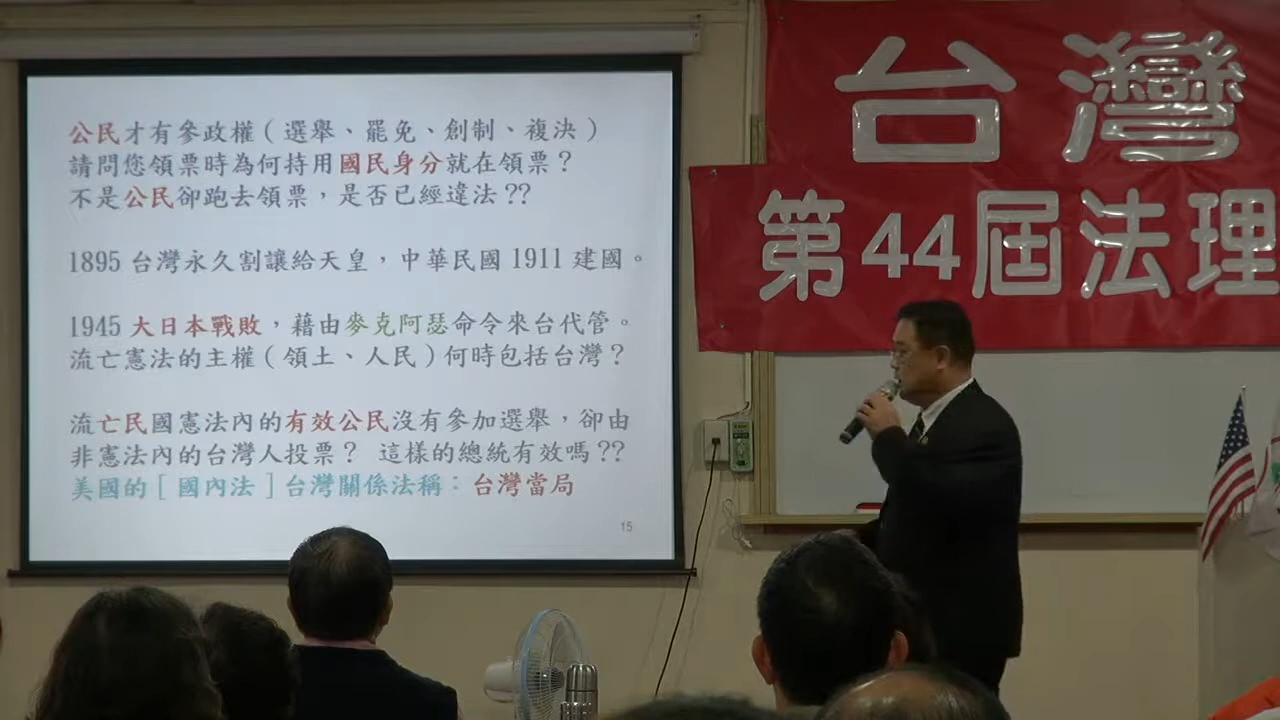 公民才有參政權（選舉、罷免、創制、複決）
請問您領票時為何持用國民身分就在領票？
不是公民卻跑去領票，是否已經違法??
1895 台灣永久割讓給天皇，中華民國 1911 建國。
1945 大日本戰敗，藉由麥克阿瑟命令來台代管。
流亡憲法的主權（領土、人民）何時包括台灣？
流亡民國憲法內的有效公民沒有參加選舉，卻由
非憲法內的台灣人投票？ 這樣的總統有效嗎??
美國的［國內法］台灣關係法稱：台灣當局
15
台灣
第44屆法理